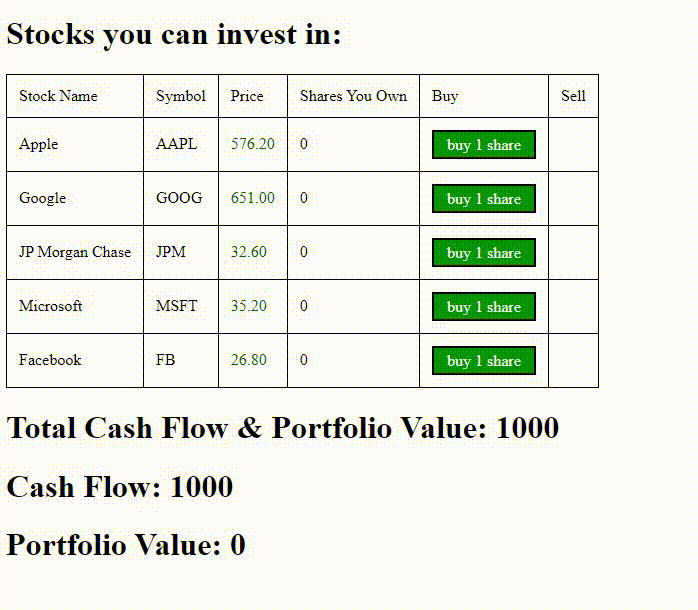 Stocks you can invest in:
Stock Name Symbol Price Shares You Own Buy Sell
Apple AAPL 576.20 0 buy 1 share
Google GOOG 651.00 0 buy 1 share
JP Morgan Chase JPM 32.60 0 buy 1 share
Microsoft MSFT 35.20 0 buy 1 share
Facebook FB 26.80 0 buy 1 share
Total Cash Flow & Portfolio Value: 1000
Cash Flow: 1000
Portfolio Value: 0